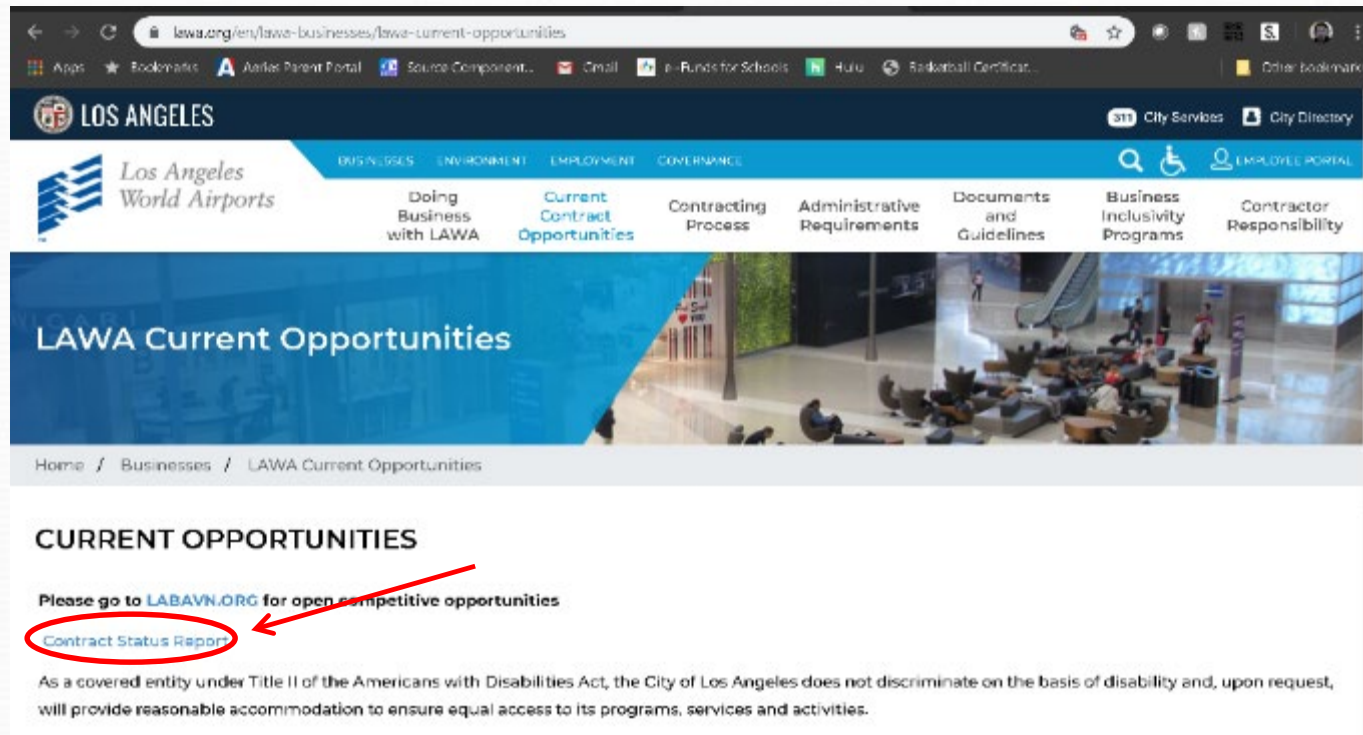 lawa.org/en/lawa-businesses/lawa-current-opportunities
Apps Bookmarks Aeries Parent Portal Source Component... Gmail e-Funds for Schools Hulu Basketball Certificat... Other bookmark
LOS ANGELES
311 City Services City Directory
BUSINESSES ENVIRONMENT EMPLOYMENT GOVERNANCE
EMPLOYEE PORTAL
Los Angeles
World Airports
Doing
Business
with LAWA
Current
Contract
Opportunities
Contracting
Process
Administrative
Requirements
Documents
and
Guidelines
Business
Inclusivity
Programs
Contractor
Responsibility
LAWA Current Opportunities
Home / Businesses / LAWA Current Opportunities
CURRENT OPPORTUNITIES
Please go to LABAVN.ORG for open competitive opportunities
Contract Status Report
As a covered entity under Title II of the Americans with Disabilities Act, the City of Los Angeles does not discriminate on the basis of disability and, upon request,
will provide reasonable accommodation to ensure equal access to its programs, services and activities.